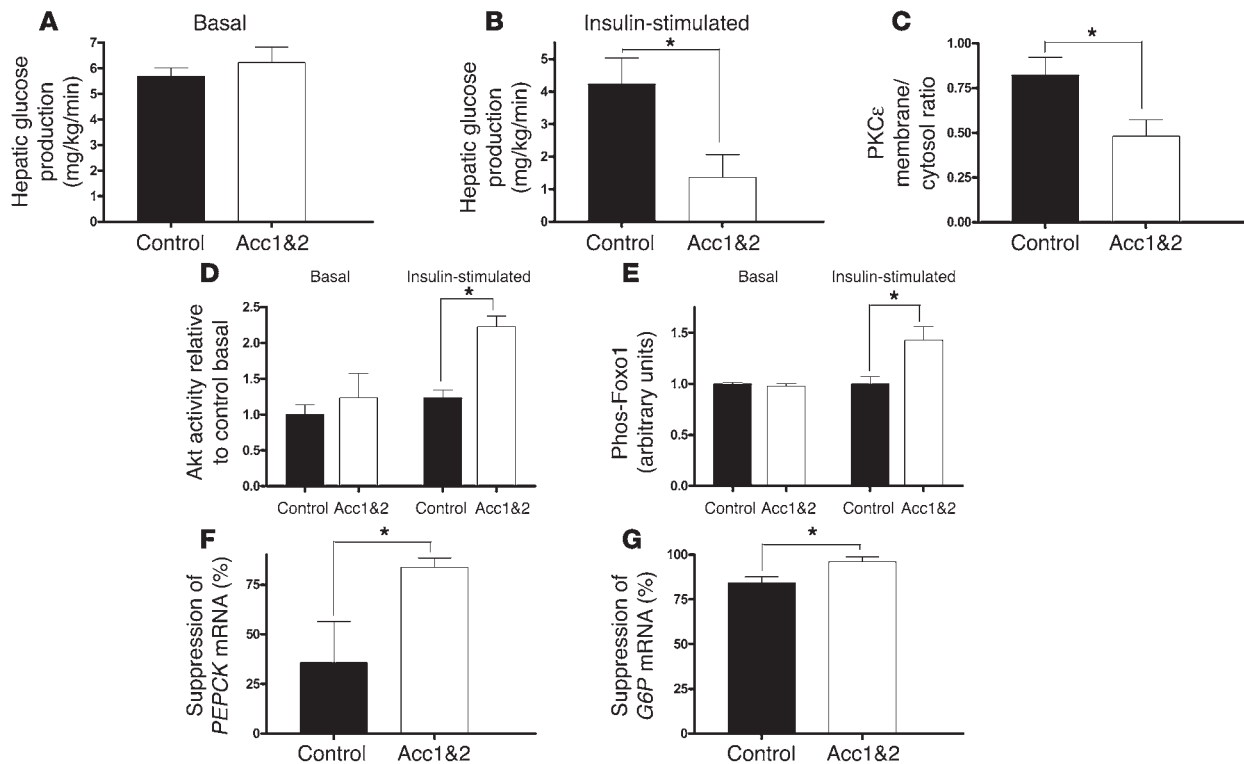 A
Basal
Hepatic glucose
production
(mg/kg/min)
7
6
5
4
3
2
1
0
Control
Acc1&2
B
Insulin-stimulated
Hepatic glucose
production
(mg/kg/min)
5
4
3
2
1
0
*
Control
Acc1&2
C
PKCε
membrane/
cytosol ratio
1.00
0.75
0.50
0.25
0.00
*
Control
Acc1&2
D
Basal
Insulin-stimulated
Akt activity relative
to control basal
2.5
2.0
1.5
1.0
0.5
0.0
*
Control Acc1&2
Control Acc1&2
E
Basal
Insulin-stimulated
Phos-Foxo1
(arbitrary units)
1.5
1.0
0.5
0.0
*
Control Acc1&2
Control Acc1&2
F
Suppression of
PEPCK mRNA (%)
75
50
25
0
*
Control
Acc1&2
G
Suppression of
G6P mRNA (%)
100
75
50
25
0
*
Control
Acc1&2